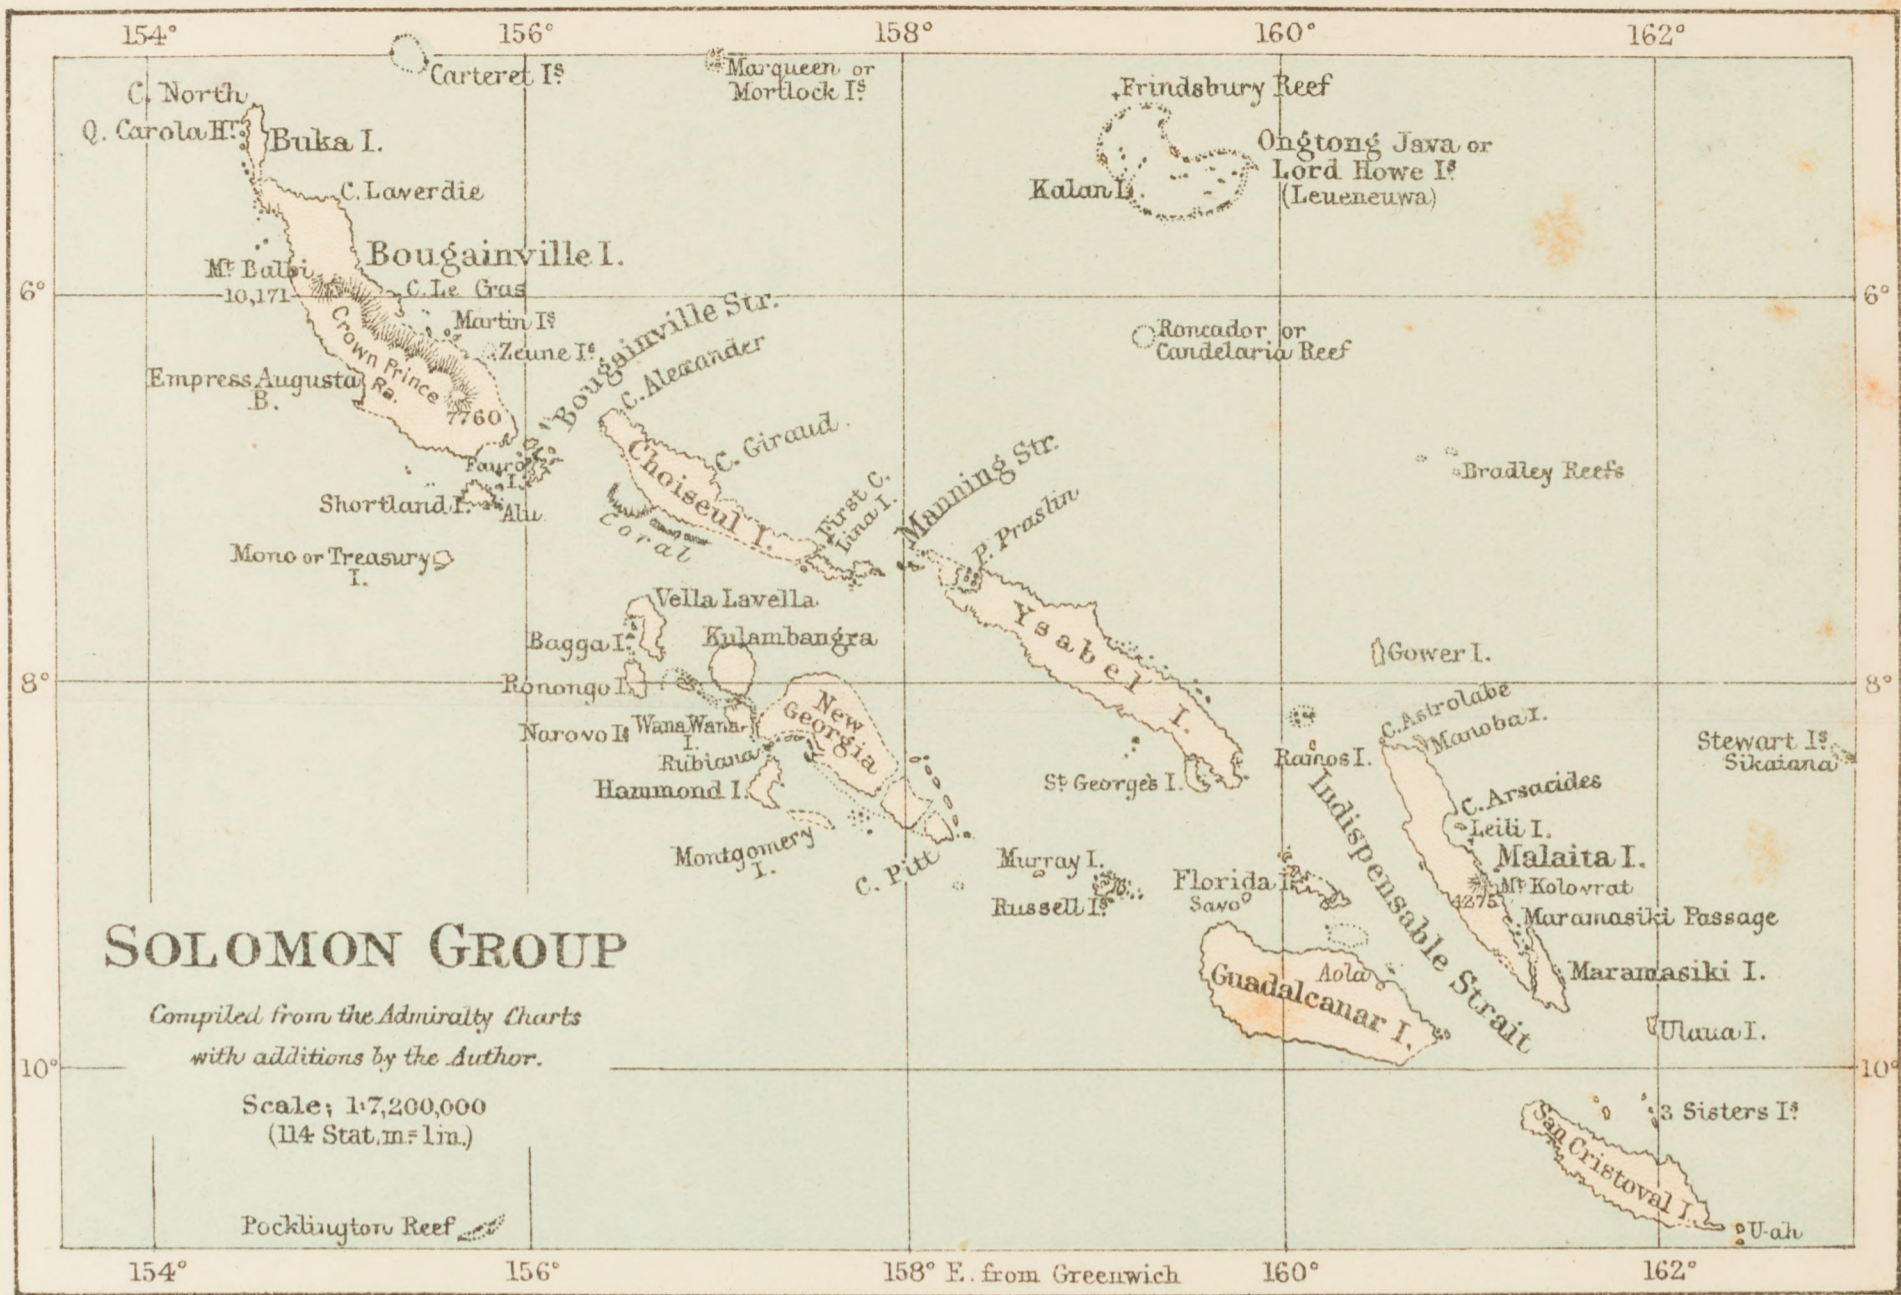 154° 156° 158° 160° 162°
Carteret Is.
Marqueen or
Mortlock Is.
Frindsbury Reef
C. North
Q. Carola Hr.
Buka I.
Ongtong Java or
Lord Howe Is.
(Leueneuwa)
Kalan I.
C. Laverdie
Bougainville I.
Mt. Balbi
10,171
C. Le Gras
6° 6°
Martin Is.
Zeune Is.
Bougainville Str.
C. Alexander
Roncador or
Candelaria Reef
Crown Prince
Ra.
Empress Augusta
B.
7760
C. Giraud.
Choiseul I.
Fauro
I.
Shortland I.
Alu
Coral
First C.
Lina I.
Manning Str.
P. Praslin
Bradley Reefs
Mono or Treasury
I.
Vella Lavella
Bagga I.
Kulambangra
Ysabel I.
Gower I.
8° 8°
Ronongo I.
New
Georgia
Narovo Is
Wana Wana
I.
Rubiana
Hammond I.
C. Astrolabe
Manoba I.
Ramos I.
Stewart Is.
Sikaiana
St. George's I.
C. Arsacides
Leili I.
Indispensable Strait
Montgomery
I.
C. Pitt
Malaita I.
Mt. Kolovrat
4275
Murray I.
Russell Is.
Florida I.
Savo
Maramasiki Passage
SOLOMON GROUP
Maramasiki I.
Aola
Guadalcanar I.
Compiled from the Admiralty Charts
with additions by the Author.
Ulaua I.
10° 10°
Scale; 1:7,200,000
(114 Stat. m = 1 in.)
3 Sisters Is.
San Cristoval I.
Pocklington Reef
U-ah
154° 156° 158° E. from Greenwich 160° 162°